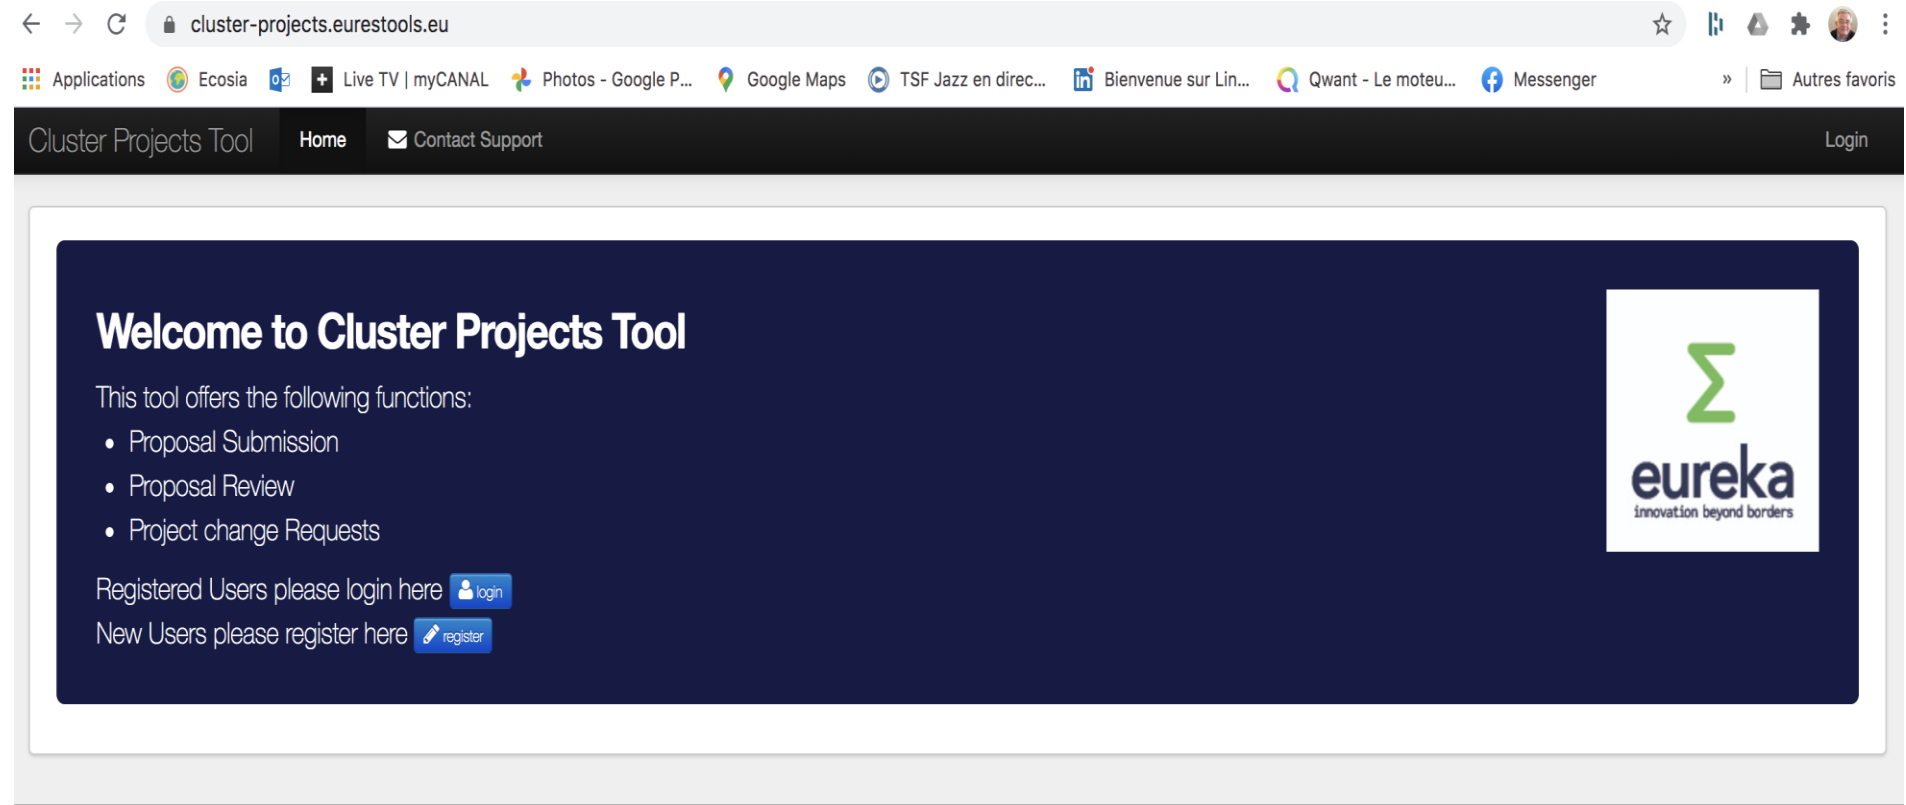 cluster-projects.eurestools.eu
Applications Ecosia Live TV | myCANAL Photos - Google P... Google Maps TSF Jazz en direc... Bienvenue sur Lin... Qwant - Le moteu... Messenger » Autres favoris
Cluster Projects Tool Home Contact Support Login
Welcome to Cluster Projects Tool
This tool offers the following functions:
• Proposal Submission
• Proposal Review
• Project change Requests
Registered Users please login here login
New Users please register here register
eureka
innovation beyond borders